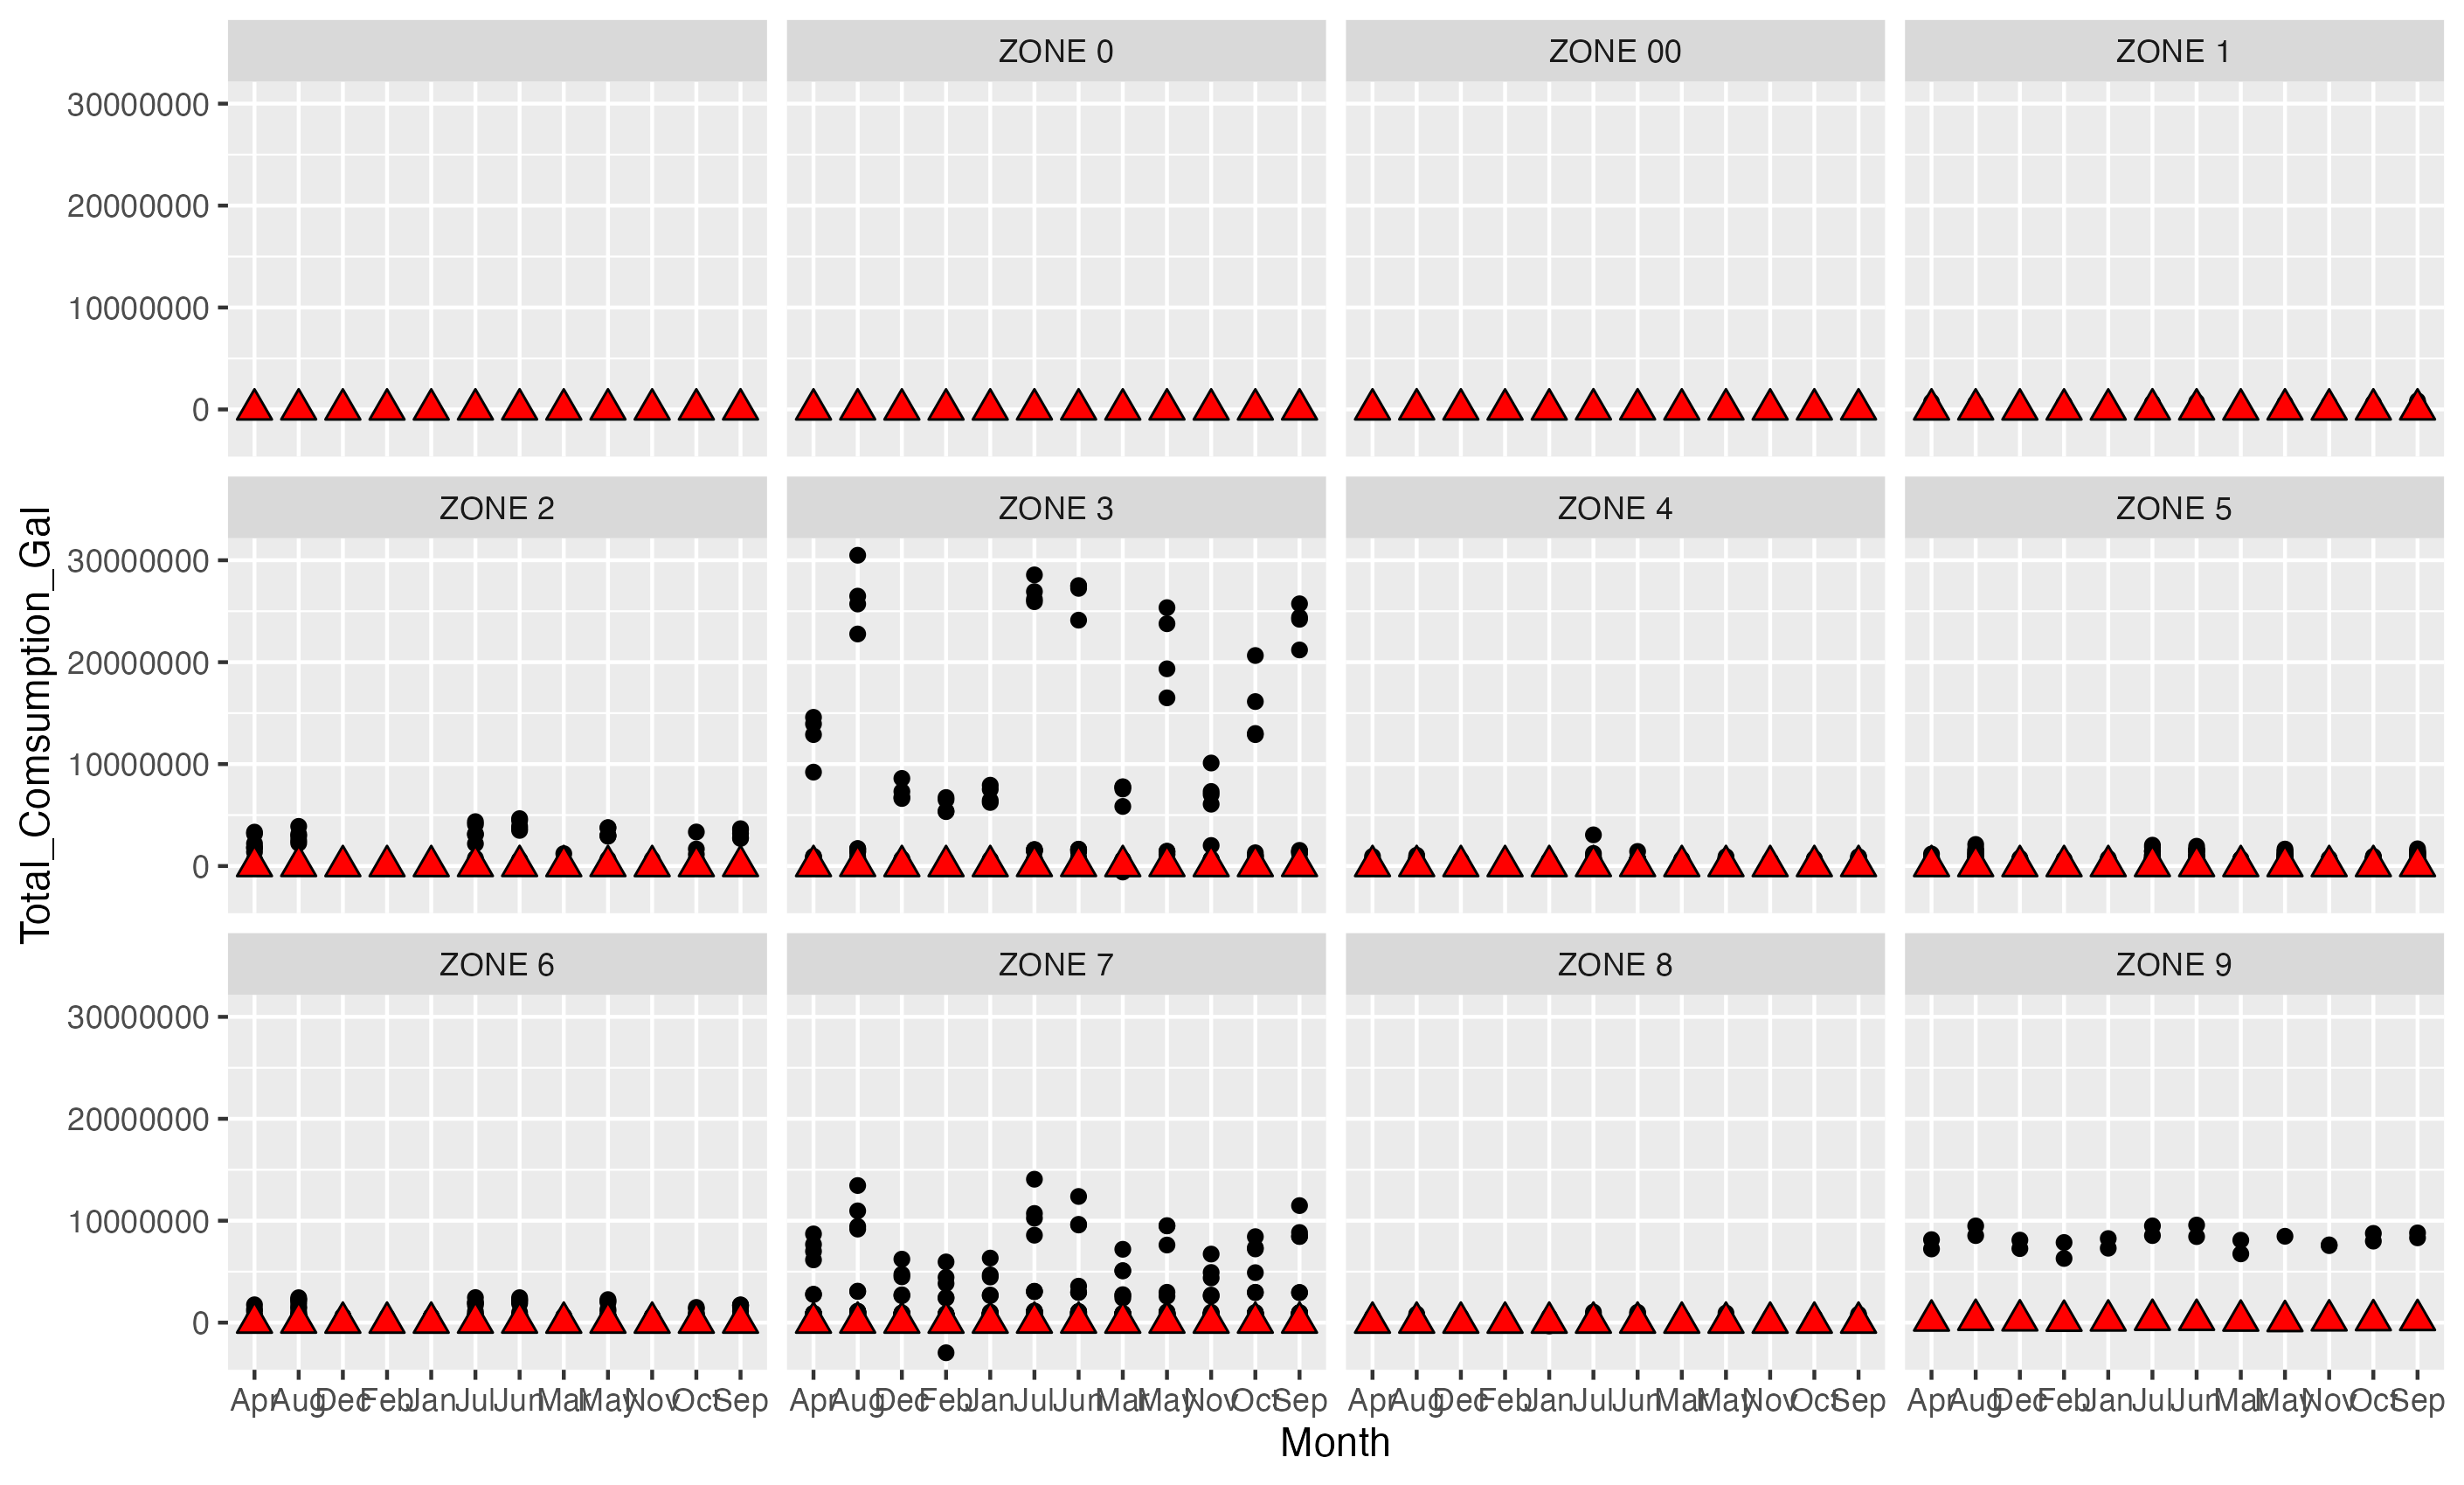 ZONE 0 ZONE 00 ZONE 1
30000000
20000000
10000000
0
ZONE 2 ZONE 3 ZONE 4 ZONE 5
30000000
20000000
10000000
0
ZONE 6 ZONE 7 ZONE 8 ZONE 9
30000000
20000000
10000000
0
Apr Aug Dec Feb Jan Jul Jun Mar May Nov Oct Sep Apr Aug Dec Feb Jan Jul Jun Mar May Nov Oct Sep Apr Aug Dec Feb Jan Jul Jun Mar May Nov Oct Sep Apr Aug Dec Feb Jan Jul Jun Mar May Nov Oct Sep
Month
Total_Comsumption_Gal